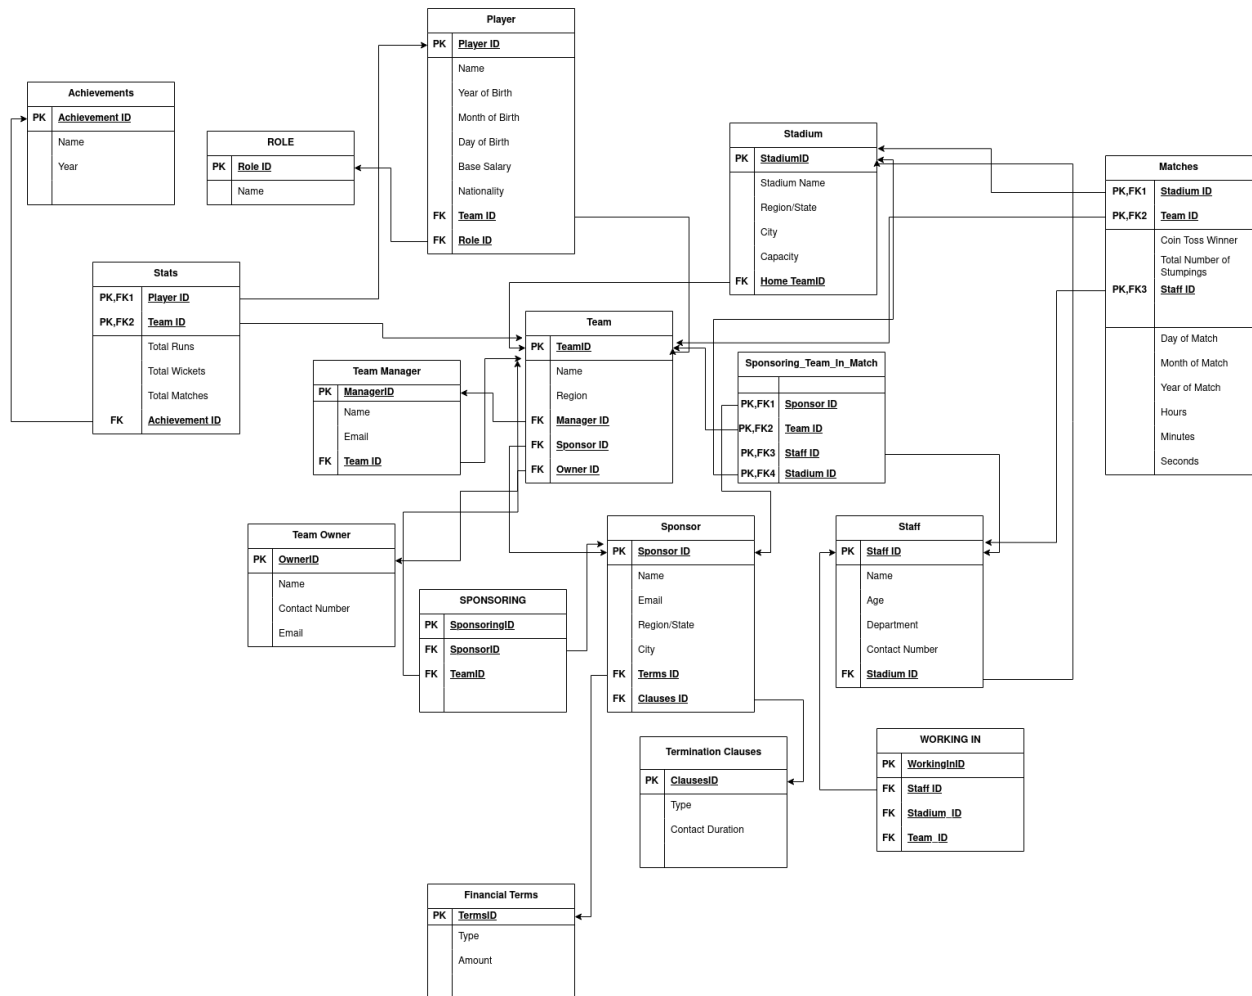 Player
PK Player ID
Name
Year of Birth
Month of Birth
Day of Birth
Base Salary
Nationality
FK Team ID
FK Role ID
Achievements
PK Achievement ID
Name
Year
ROLE
PK Role ID
Name
Stadium
PK StadiumID
Stadium Name
Region/State
City
Capacity
FK Home TeamID
Matches
PK,FK1 Stadium ID
PK,FK2 Team ID
Coin Toss Winner
Total Number of
Stumpings
PK,FK3 Staff ID
Day of Match
Month of Match
Year of Match
Hours
Minutes
Seconds
Stats
PK,FK1 Player ID
PK,FK2 Team ID
Total Runs
Total Wickets
Total Matches
FK Achievement ID
Team
PK TeamID
Name
Region
FK Manager ID
FK Sponsor ID
FK Owner ID
Team Manager
PK ManagerID
Name
Email
FK Team ID
Sponsoring_Team_In_Match
PK,FK1 Sponsor ID
PK,FK2 Team ID
PK,FK3 Staff ID
PK,FK4 Stadium ID
Team Owner
PK OwnerID
Name
Contact Number
Email
Sponsor
PK Sponsor ID
Name
Email
Region/State
City
FK Terms ID
FK Clauses ID
Staff
PK Staff ID
Name
Age
Department
Contact Number
FK Stadium ID
SPONSORING
PK SponsoringID
FK SponsorID
FK TeamID
Termination Clauses
PK ClausesID
Type
Contact Duration
WORKING IN
PK WorkingInID
FK Staff ID
FK Stadium_ID
FK Team_ID
Financial Terms
PK TermsID
Type
Amount